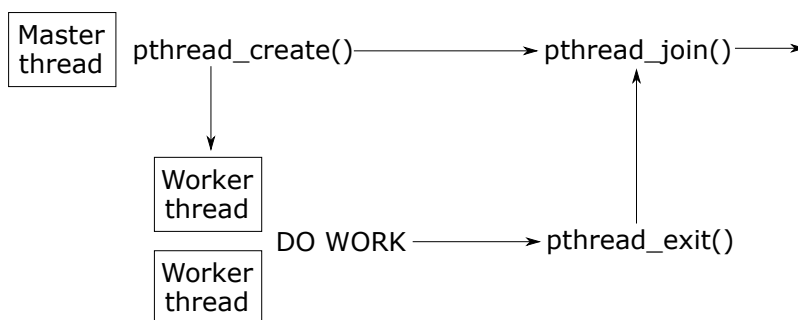 Master
thread
pthread_create()
pthread_join()
Worker
thread
DO WORK
pthread_exit()
Worker
thread